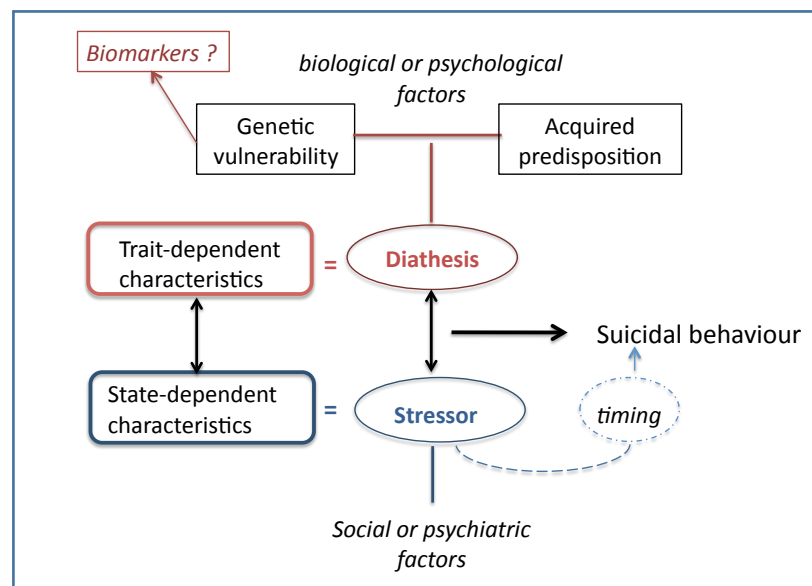 Biomarkers ?
biological or psychological
factors
Genetic
vulnerability
Acquired
predisposition
Trait-dependent
characteristics
=
Diathesis
Suicidal behaviour
State-dependent
characteristics
=
Stressor
timing
Social or psychiatric
factors